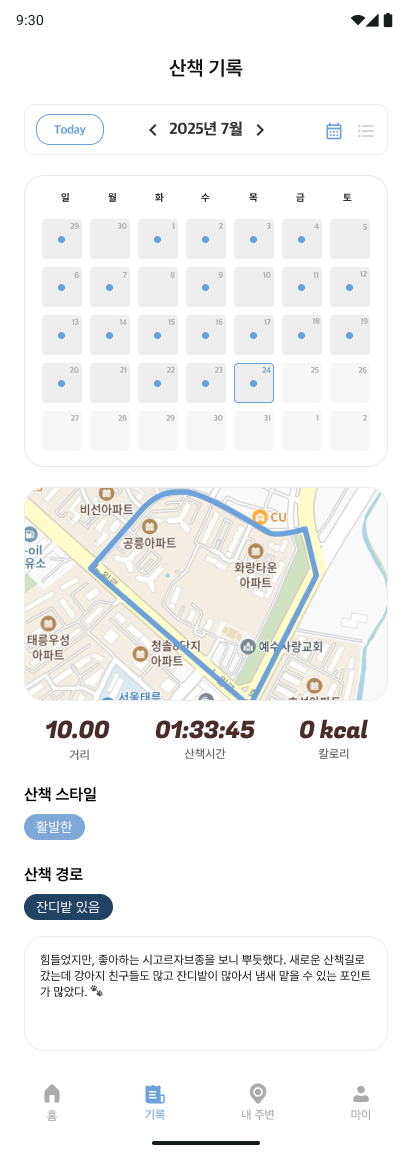 9:30
산책 기록
Today
2025년 7월
일 월 화 수 목 금 토
29 30 1 2 3 4 5
6 7 8 9 10 11 12
13 14 15 16 17 18 19
20 21 22 23 24 25 26
27 28 29 30 31 1 2
비선아파트
CU
공릉아파트
-oil
유소
화랑타운
아파트
태릉우성
아파트
청솔8단지
아파트
예수사랑교회
서울태릉
10.00 01:33:45 0 kcal
거리 산책시간 칼로리
산책 스타일
활발한
산책 경로
잔디밭 있음
힘들었지만, 좋아하는 시고르자브종을 보니 뿌듯했다. 새로운 산책길로
갔는데 강아지 친구들도 많고 잔디밭이 많아서 냄새 맡을 수 있는 포인트
가 많았다. 🐾
홈 기록 내 주변 마이